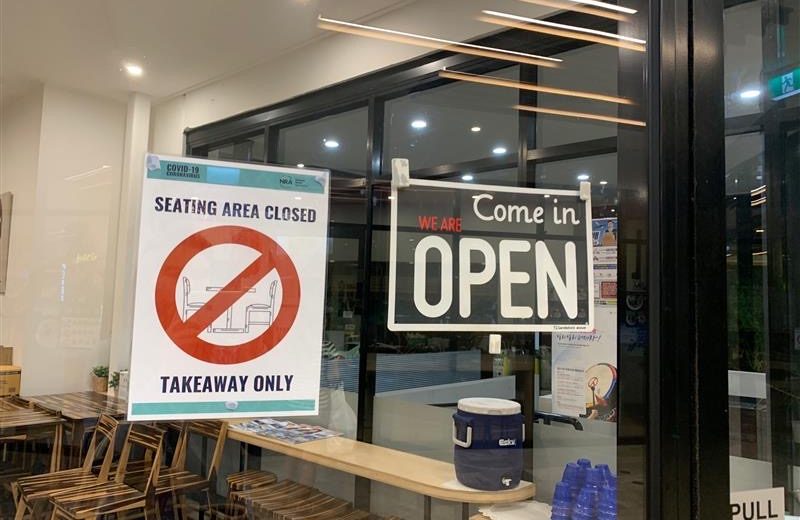 COVID-19
CORONAVIRUS
NRA
SEATING AREA CLOSED
TAKEAWAY ONLY
Come in
WE ARE
OPEN
Esky
PULL